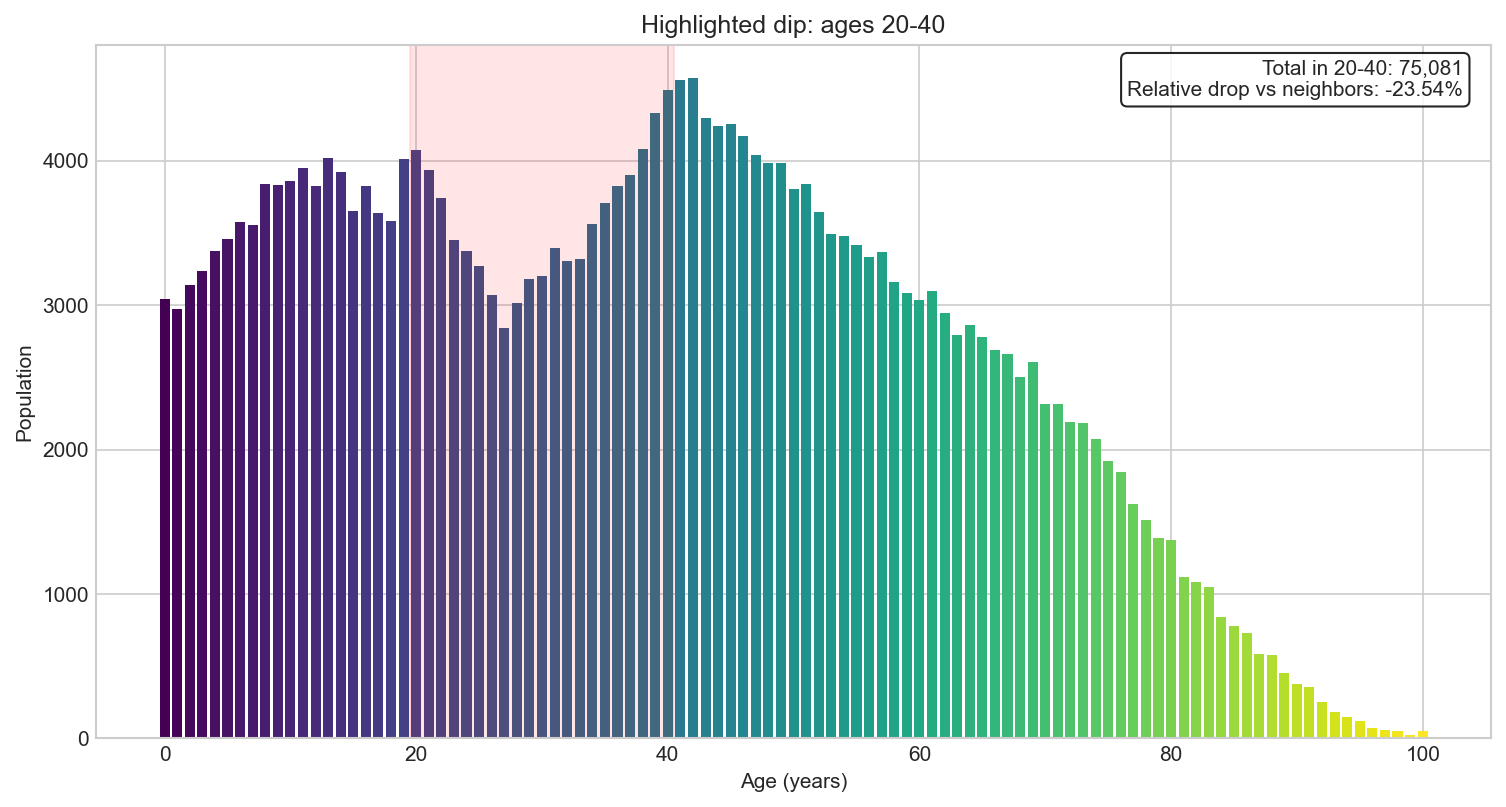 Highlighted dip: ages 20-40
Total in 20-40: 75,081
Relative drop vs neighbors: -23.54%
Population
4000
3000
2000
1000
0
0 20 40 60 80 100
Age (years)